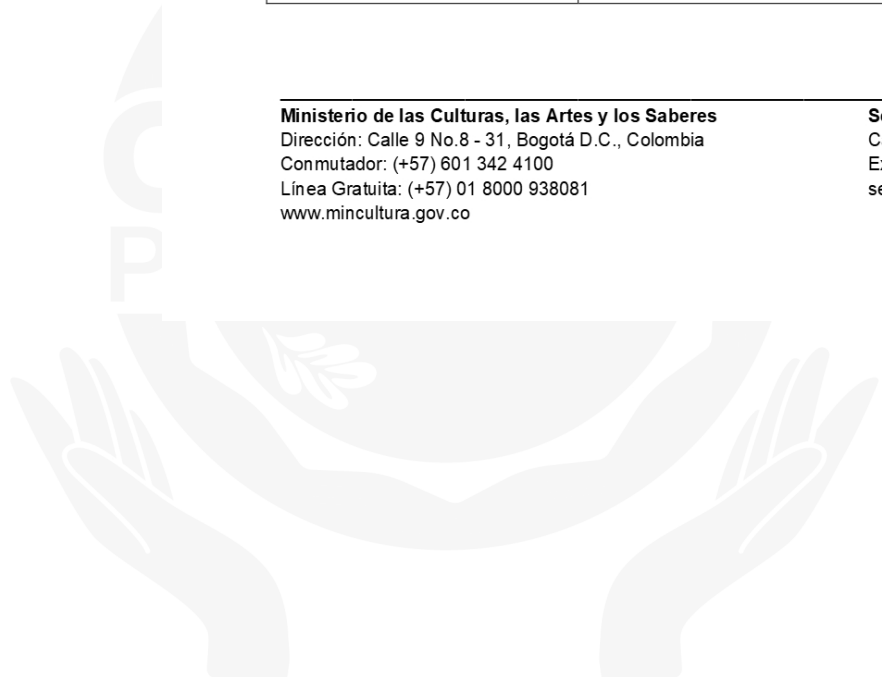 Ministerio de las Culturas, las Artes y los Saberes
Dirección: Calle 9 No.8 - 31, Bogotá D.C., Colombia
Conmutador: (+57) 601 342 4100
Línea Gratuita: (+57) 01 8000 938081
www.mincultura.gov.co